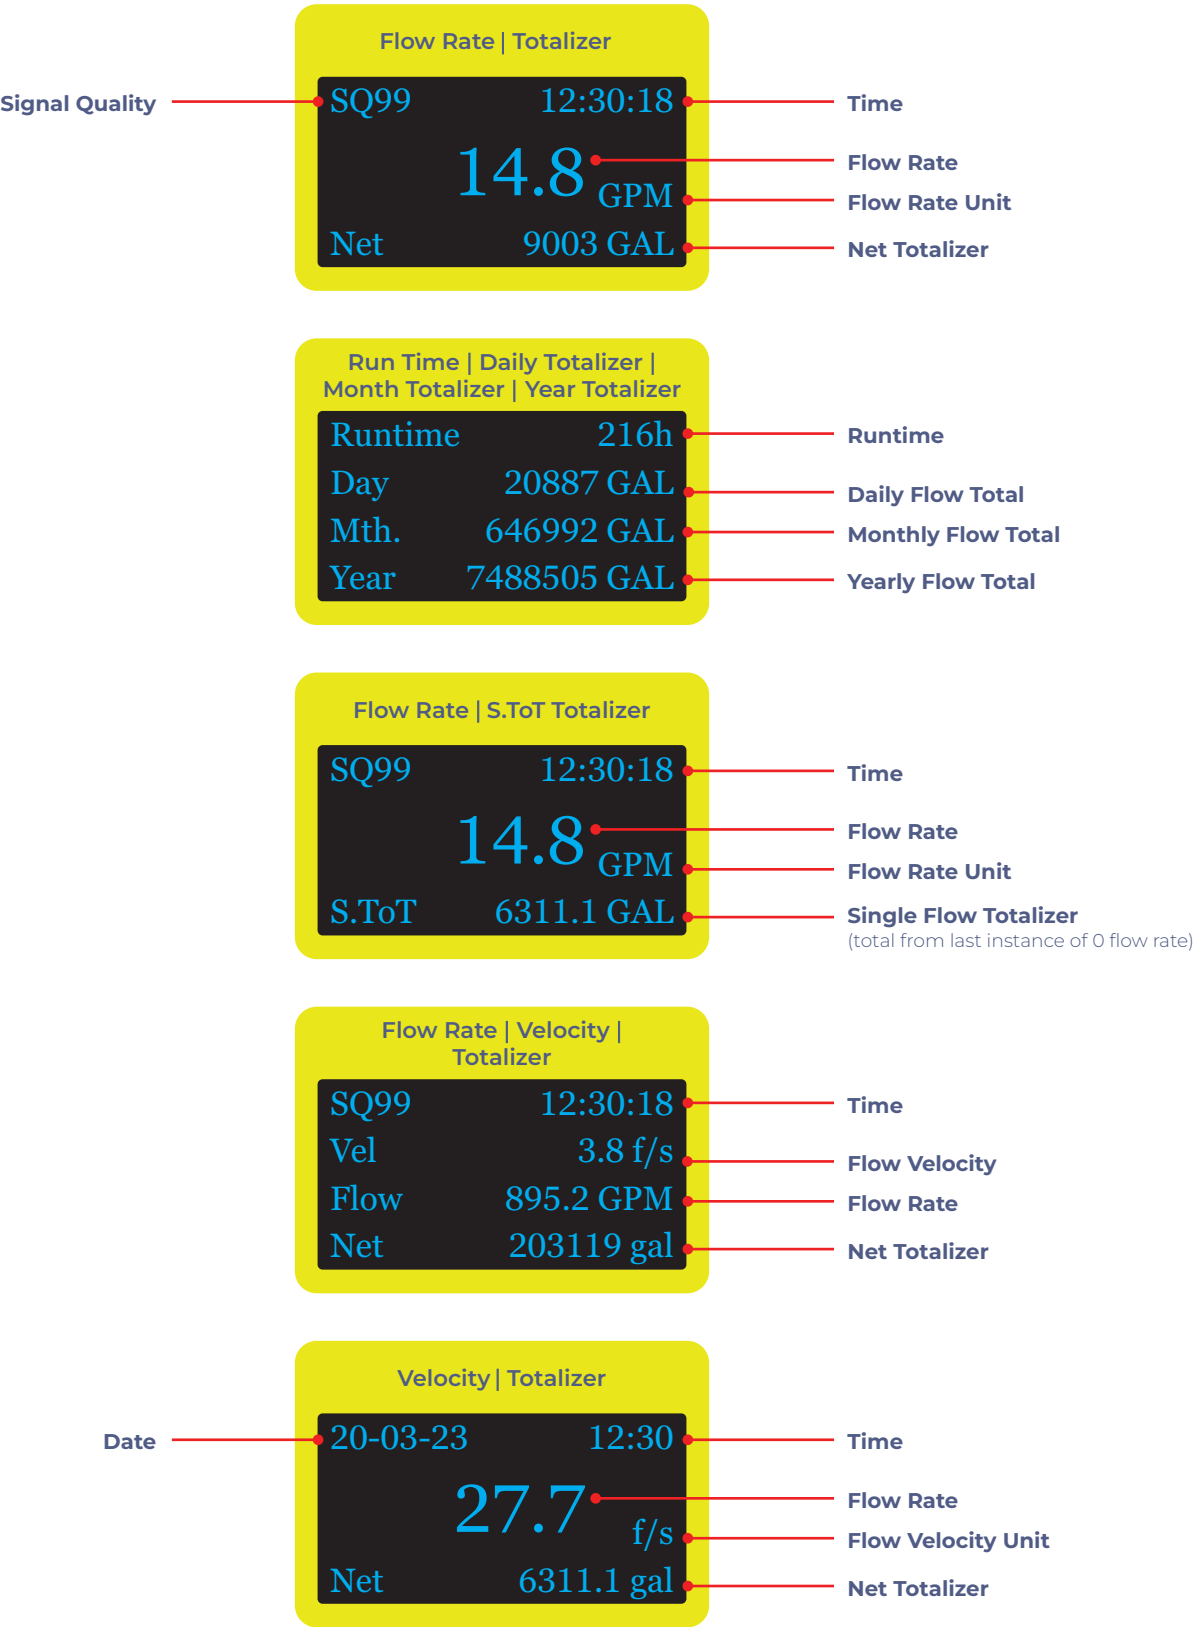 Flow Rate | Totalizer
Signal Quality
SQ99 12:30:18
Time
14.8
Flow Rate
GPM
Flow Rate Unit
Net 9003 GAL
Net Totalizer
Run Time | Daily Totalizer |
Month Totalizer | Year Totalizer
Runtime 216h
Runtime
Day 20887 GAL
Daily Flow Total
Mth. 646992 GAL
Monthly Flow Total
Year 7488505 GAL
Yearly Flow Total
Flow Rate | S.ToT Totalizer
SQ99 12:30:18
Time
14.8
Flow Rate
GPM
Flow Rate Unit
S.ToT 6311.1 GAL
Single Flow Totalizer
(total from last instance of 0 flow rate)
Flow Rate | Velocity |
Totalizer
SQ99 12:30:18
Time
Vel 3.8 f/s
Flow Velocity
Flow 895.2 GPM
Flow Rate
Net 203119 gal
Net Totalizer
Velocity | Totalizer
Date
20-03-23 12:30
Time
27.7
Flow Rate
f/s
Flow Velocity Unit
Net 6311.1 gal
Net Totalizer